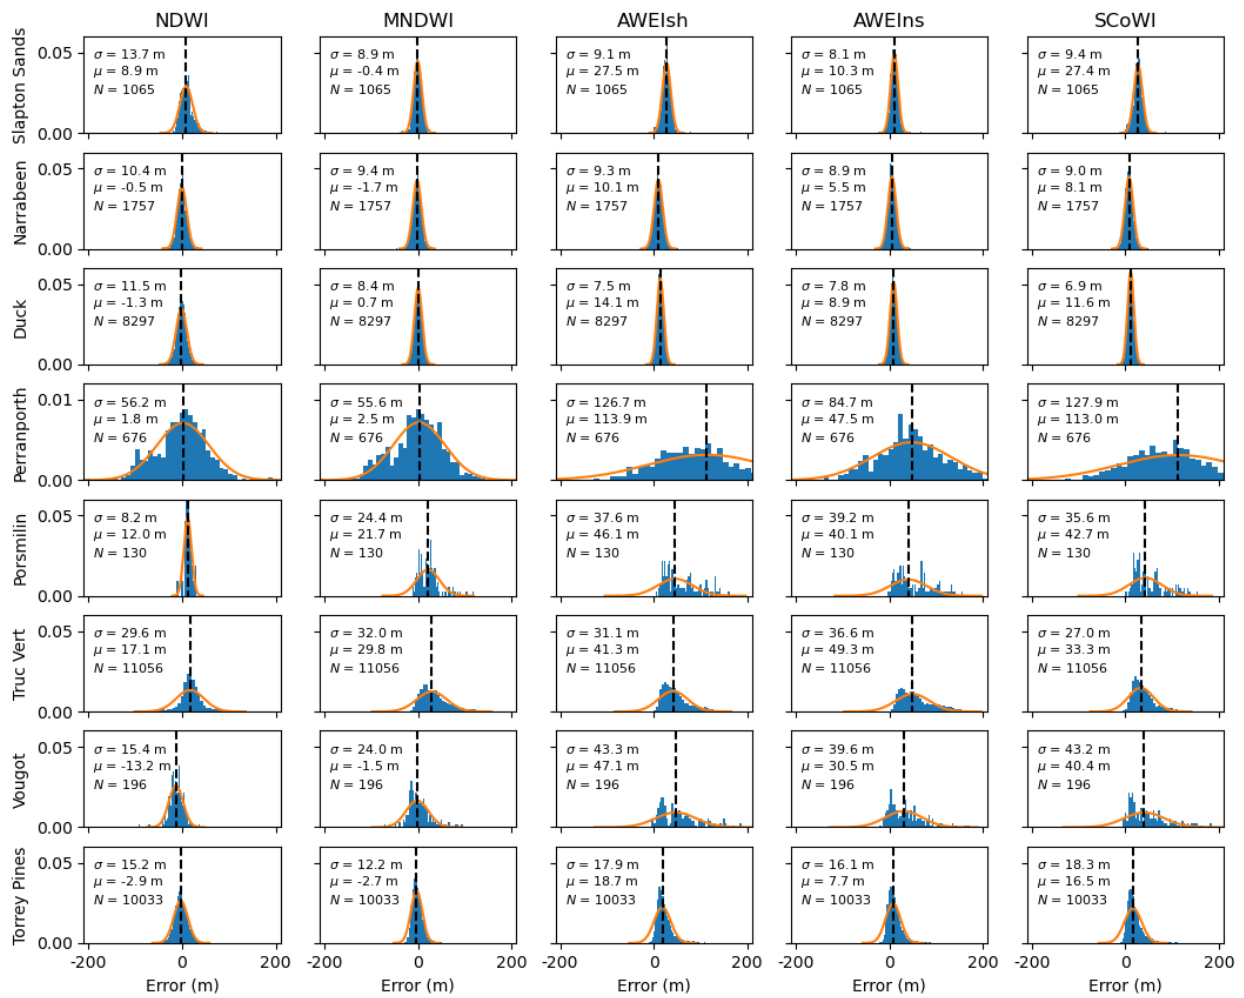 NDWI MNDWI AWEIsh AWEIns SCoWI
Slapton Sands
0.05
0.00
σ = 13.7 m
μ = 8.9 m
N = 1065
σ = 8.9 m
μ = -0.4 m
N = 1065
σ = 9.1 m
μ = 27.5 m
N = 1065
σ = 8.1 m
μ = 10.3 m
N = 1065
σ = 9.4 m
μ = 27.4 m
N = 1065
Narrabeen
0.05
0.00
σ = 10.4 m
μ = -0.5 m
N = 1757
σ = 9.4 m
μ = -1.7 m
N = 1757
σ = 9.3 m
μ = 10.1 m
N = 1757
σ = 8.9 m
μ = 5.5 m
N = 1757
σ = 9.0 m
μ = 8.1 m
N = 1757
Duck
0.05
0.00
σ = 11.5 m
μ = -1.3 m
N = 8297
σ = 8.4 m
μ = 0.7 m
N = 8297
σ = 7.5 m
μ = 14.1 m
N = 8297
σ = 7.8 m
μ = 8.9 m
N = 8297
σ = 6.9 m
μ = 11.6 m
N = 8297
Perranporth
0.01
0.00
σ = 56.2 m
μ = 1.8 m
N = 676
σ = 55.6 m
μ = 2.5 m
N = 676
σ = 126.7 m
μ = 113.9 m
N = 676
σ = 84.7 m
μ = 47.5 m
N = 676
σ = 127.9 m
μ = 113.0 m
N = 676
Porsmilin
0.05
0.00
σ = 8.2 m
μ = 12.0 m
N = 130
σ = 24.4 m
μ = 21.7 m
N = 130
σ = 37.6 m
μ = 46.1 m
N = 130
σ = 39.2 m
μ = 40.1 m
N = 130
σ = 35.6 m
μ = 42.7 m
N = 130
Truc Vert
0.05
0.00
σ = 29.6 m
μ = 17.1 m
N = 11056
σ = 32.0 m
μ = 29.8 m
N = 11056
σ = 31.1 m
μ = 41.3 m
N = 11056
σ = 36.6 m
μ = 49.3 m
N = 11056
σ = 27.0 m
μ = 33.3 m
N = 11056
Vougot
0.05
0.00
σ = 15.4 m
μ = -13.2 m
N = 196
σ = 24.0 m
μ = -1.5 m
N = 196
σ = 43.3 m
μ = 47.1 m
N = 196
σ = 39.6 m
μ = 30.5 m
N = 196
σ = 43.2 m
μ = 40.4 m
N = 196
Torrey Pines
0.05
0.00
σ = 15.2 m
μ = -2.9 m
N = 10033
σ = 12.2 m
μ = -2.7 m
N = 10033
σ = 17.9 m
μ = 18.7 m
N = 10033
σ = 16.1 m
μ = 7.7 m
N = 10033
σ = 18.3 m
μ = 16.5 m
N = 10033
-200 0 200 -200 0 200 -200 0 200 -200 0 200 -200 0 200
Error (m) Error (m) Error (m) Error (m) Error (m)